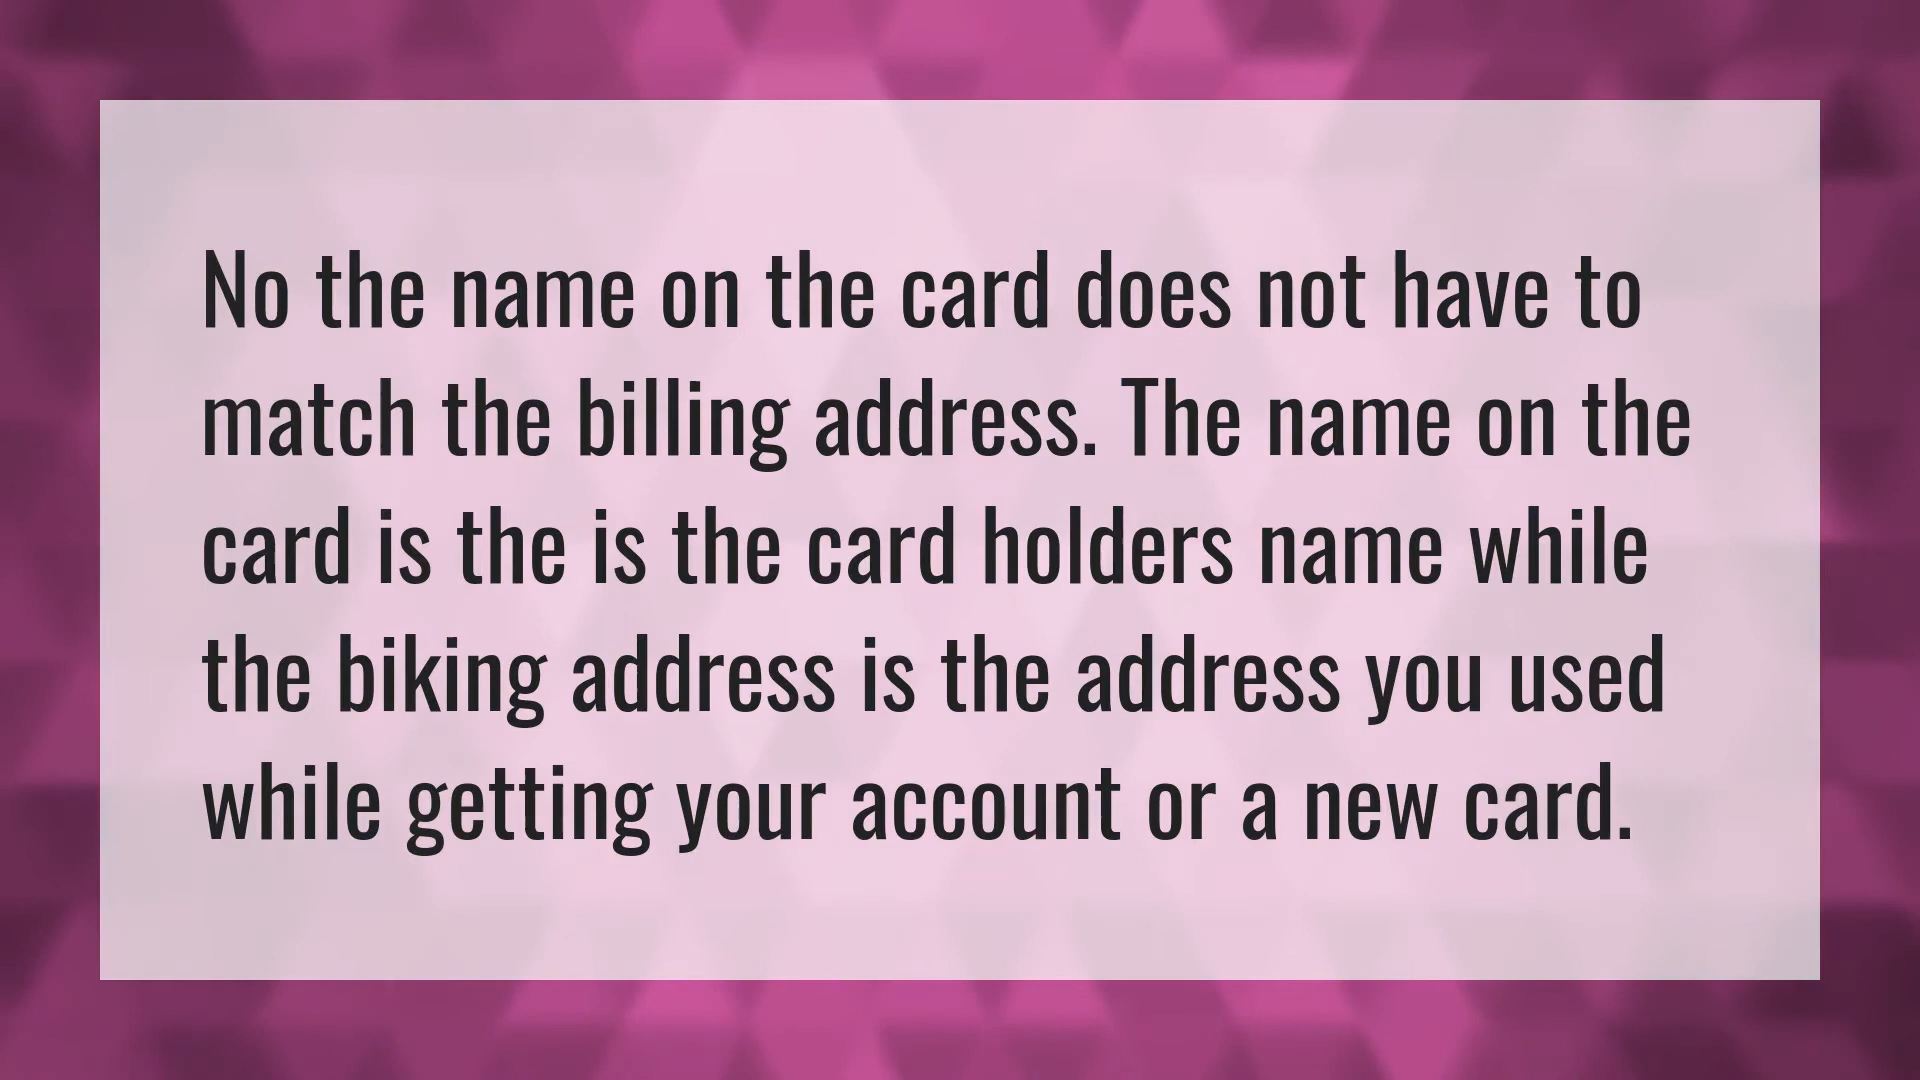 No the name on the card does not have to
match the billing address. The name on the
card is the is the card holders name while
the biking address is the address you used
while getting your account or a new card.